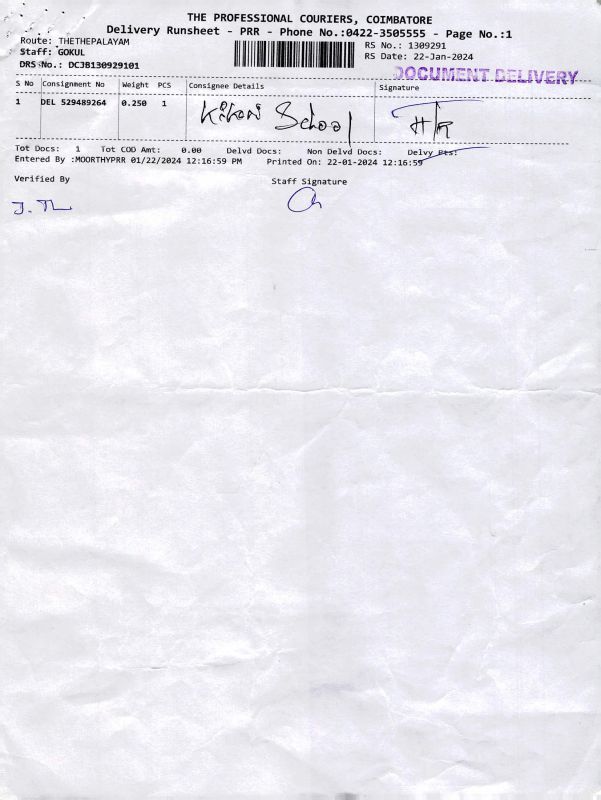 THE PROFESSIONAL COURIERS, COIMBATORE
Delivery Runsheet - PRR - Phone No.:0422-3505555 - Page No.:1
Route: THETHEPALAYAM
Staff: GOKUL
DRS No.: DCJB130929101
RS No.: 1309291
RS Date: 22-Jan-2024
DOCUMENT DELIVERY
S No Consignment No Weight PCS Consignee Details Signature
1 DEL 529489264 0.250 1 School
Tot Docs: 1 Tot COD Amt: 0.00 Delvd Docs: Non Delvd Docs: Delvy Pts:
Entered By :MOORTHYPRR 01/22/2024 12:16:59 PM Printed On: 22-01-2024 12:16:59
Verified By Staff Signature